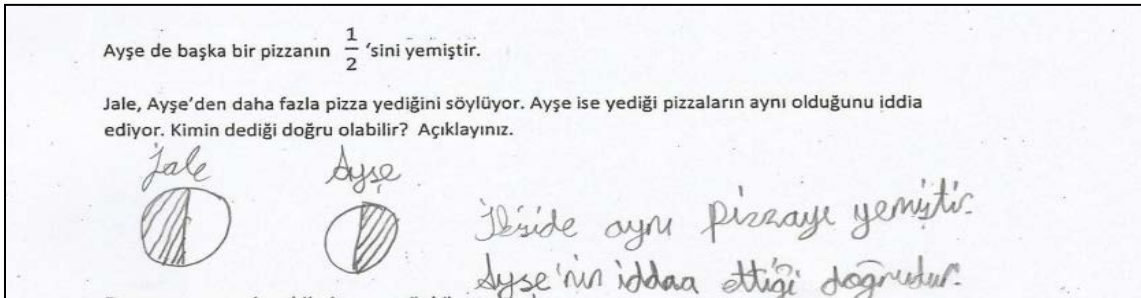 Ayşe de başka bir pizzanın 1/2 'sini yemiştir.
Jale, Ayşe'den daha fazla pizza yediğini söylüyor. Ayşe ise yediği pizzaların aynı olduğunu iddia
ediyor. Kimin dediği doğru olabilir? Açıklayınız.
Jale Ayşe
İkiside aynı pizzayı yemiştir.
Ayşe'nin iddaa ettiği doğrudur.